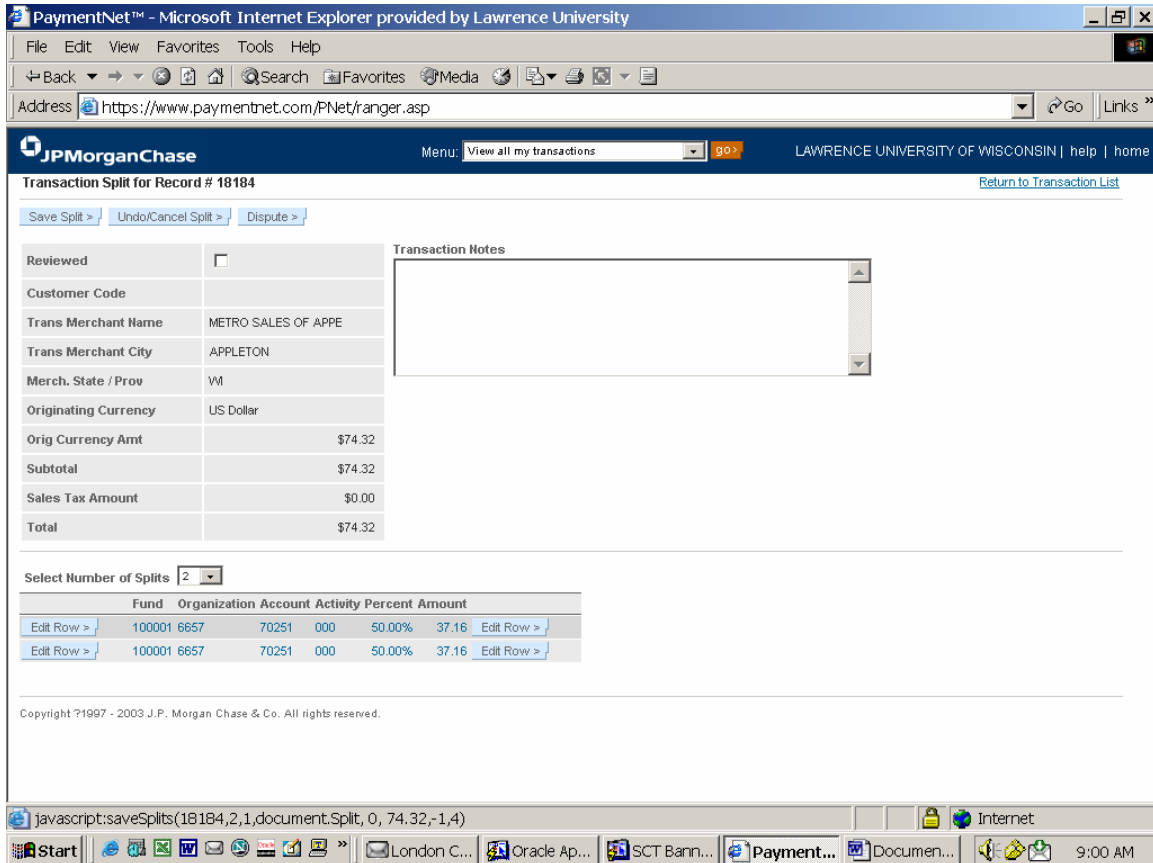 PaymentNet™ - Microsoft Internet Explorer provided by Lawrence University
File Edit View Favorites Tools Help
Back Search Favorites Media
Address https://www.paymentnet.com/PNet/ranger.asp Go Links »
JPMorganChase Menu: View all my transactions go> LAWRENCE UNIVERSITY OF WISCONSIN | help | home
Transaction Split for Record # 18184 Return to Transaction List
Save Split > Undo/Cancel Split > Dispute >
Transaction Notes
Reviewed
Customer Code
Trans Merchant Name METRO SALES OF APPE
Trans Merchant City APPLETON
Merch. State / Prov WI
Originating Currency US Dollar
Orig Currency Amt $74.32
Subtotal $74.32
Sales Tax Amount $0.00
Total $74.32
Select Number of Splits 2
Fund Organization Account Activity Percent Amount
Edit Row > 100001 6657 70251 000 50.00% 37.16 Edit Row >
Edit Row > 100001 6657 70251 000 50.00% 37.16 Edit Row >
Copyright ?1997 - 2003 J.P. Morgan Chase & Co. All rights reserved.
javascript:saveSplits(18184,2,1,document.Split, 0, 74.32,-1,4) Internet
Start » London C... Oracle Ap... SCT Bann... Payment... Documen... 9:00 AM